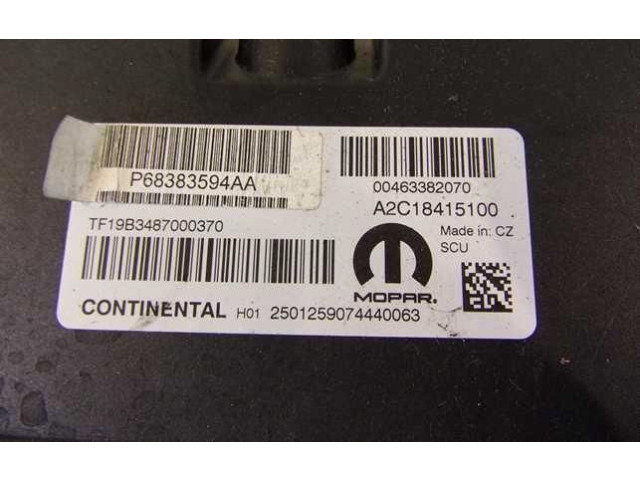 P68383594AA
00463382070
TF19B3487000370
A2C18415100
Made in: CZ
SCU
MOPAR.
CONTINENTAL H01 2501259074440063